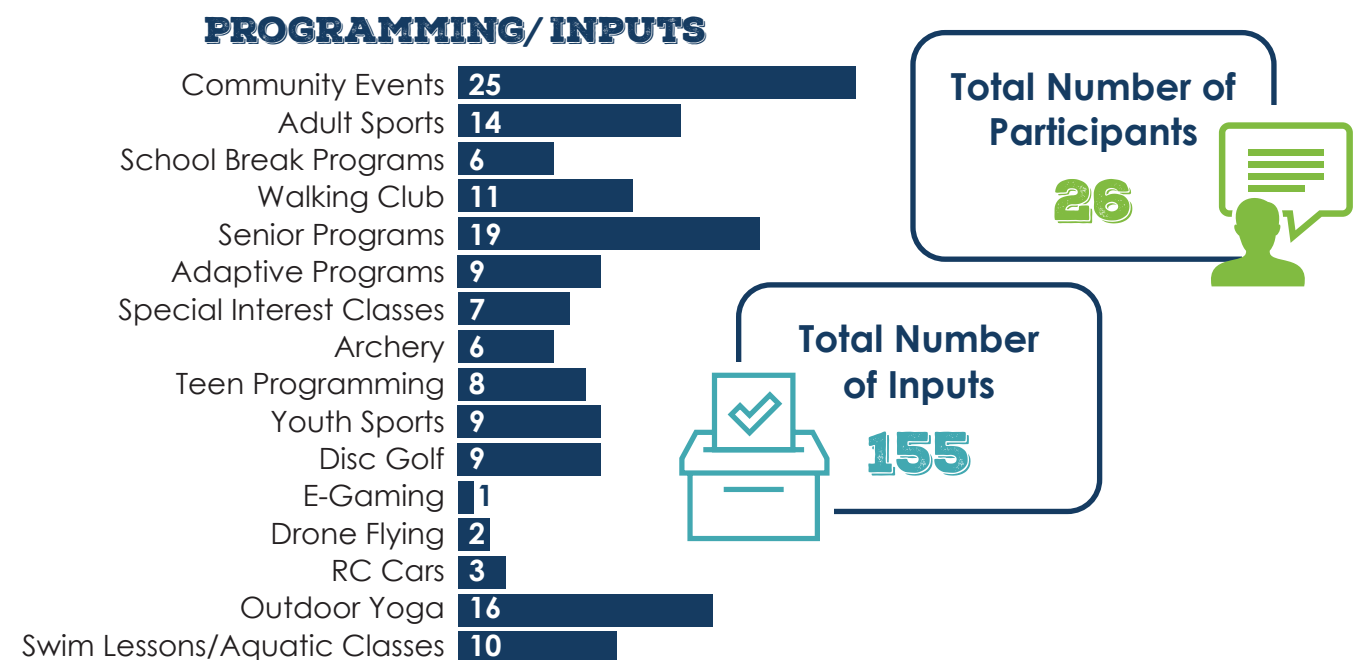 PROGRAMMING/ INPUTS
Community Events 25
Adult Sports 14
School Break Programs 6
Walking Club 11
Senior Programs 19
Adaptive Programs 9
Special Interest Classes 7
Archery 6
Teen Programming 8
Youth Sports 9
Disc Golf 9
E-Gaming 1
Drone Flying 2
RC Cars 3
Outdoor Yoga 16
Swim Lessons/Aquatic Classes 10
Total Number of
Participants
26
Total Number
of Inputs
155